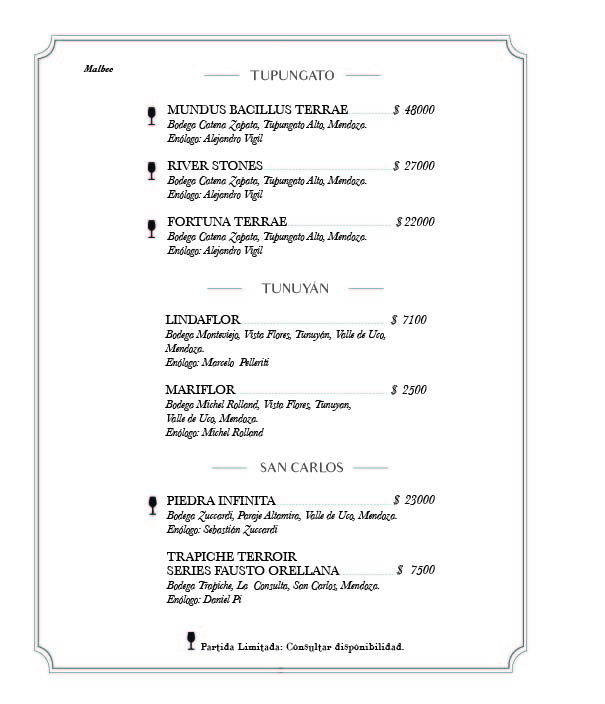 Malbec
TUPUNGATO
MUNDUS BACILLUS TERRAE $ 48000
Bodega Catena Zapata, Tupungato Alto, Mendoza.
Enólogo: Alejandro Vigil
RIVER STONES $ 27000
Bodega Catena Zapata, Tupungato Alto, Mendoza.
Enólogo: Alejandro Vigil
FORTUNA TERRAE $ 22000
Bodega Catena Zapata, Tupungato Alto, Mendoza.
Enólogo: Alejandro Vigil
TUNUYÁN
LINDAFLOR $ 7100
Bodega Monteviejo, Vista Flores, Tunuyán, Valle de Uco,
Mendoza.
Enólogo: Marcelo Pelleriti
MARIFLOR $ 2500
Bodega Michel Rolland, Vista Flores, Tunuyan,
Valle de Uco, Mendoza.
Enólogo: Michel Rolland
SAN CARLOS
PIEDRA INFINITA $ 23000
Bodega Zuccardi, Paraje Altamira, Valle de Uco, Mendoza.
Enólogo: Sebastián Zuccardi
TRAPICHE TERROIR
SERIES FAUSTO ORELLANA $ 7500
Bodega Trapiche, La Consulta, San Carlos, Mendoza.
Enólogo: Daniel Pi
Partida Limitada: Consultar disponibilidad.